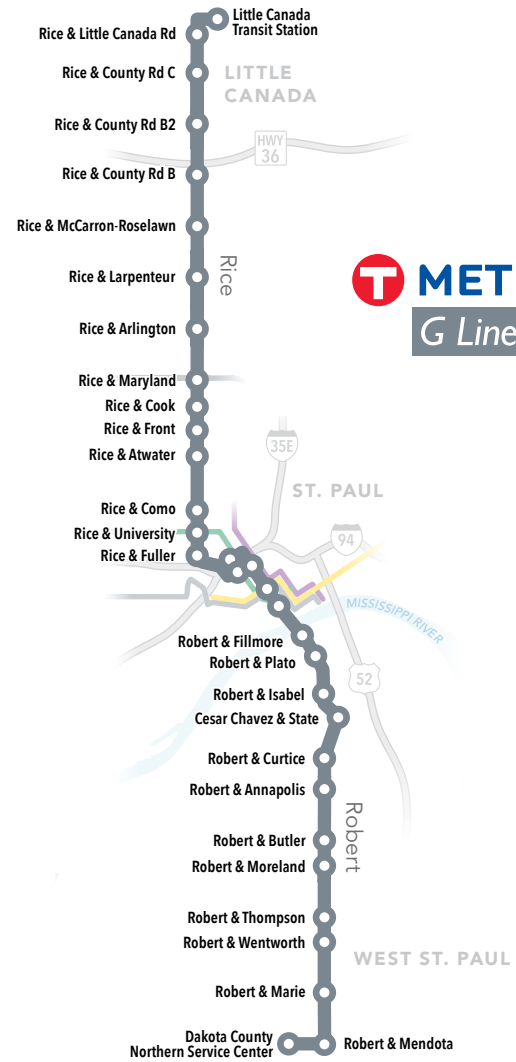 Little Canada
Transit Station
Rice & Little Canada Rd
Rice & County Rd C
LITTLE
CANADA
Rice & County Rd B2
HWY
36
Rice & County Rd B
Rice & McCarron-Roselawn
Rice
Rice & Larpenteur
T MET
G Line
Rice & Arlington
Rice & Maryland
Rice & Cook
Rice & Front
35E
Rice & Atwater
ST. PAUL
Rice & Como
Rice & University
94
Rice & Fuller
MISSISSIPPI RIVER
Robert & Fillmore
Robert & Plato
52
Robert & Isabel
Cesar Chavez & State
Robert & Curtice
Robert & Annapolis
Robert
Robert & Butler
Robert & Moreland
Robert & Thompson
Robert & Wentworth
WEST ST. PAUL
Robert & Marie
Dakota County
Northern Service Center
Robert & Mendota